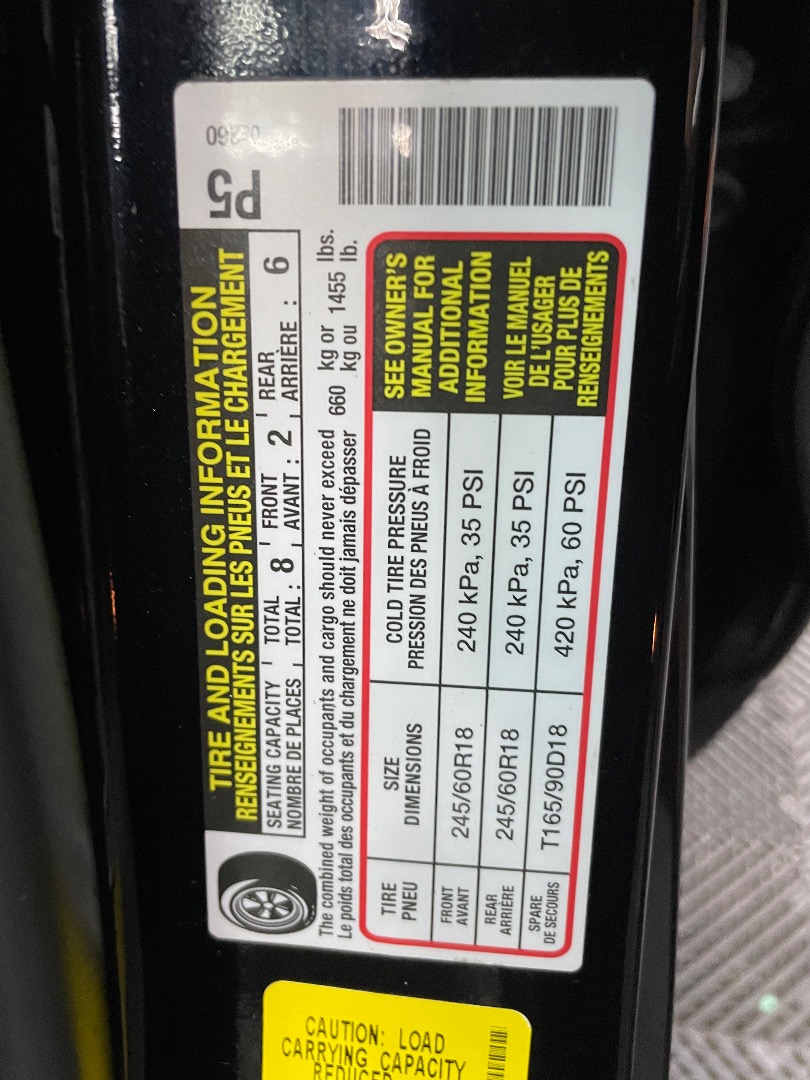 TIRE AND LOADING INFORMATION
RENSEIGNEMENTS SUR LES PNEUS ET LE CHARGEMENT
P5
SEATING CAPACITY TOTAL FRONT REAR
NOMBRE DE PLACES TOTAL : 8 AVANT : 2 ARRIÈRE : 6
The combined weight of occupants and cargo should never exceed 660 kg or 1455 lbs.
Le poids total des occupants et du chargement ne doit jamais dépasser kg ou lb.
TIRE SIZE COLD TIRE PRESSURE
PNEU DIMENSIONS PRESSION DES PNEUS À FROID
FRONT
AVANT
245/60R18 240 kPa, 35 PSI
REAR
ARRIÈRE
245/60R18 240 kPa, 35 PSI
SPARE
DE SECOURS
T165/90D18 420 kPa, 60 PSI
SEE OWNER'S
MANUAL FOR
ADDITIONAL
INFORMATION
VOIR LE MANUEL
DE L'USAGER
POUR PLUS DE
RENSEIGNEMENTS
CAUTION: LOAD
CARRYING CAPACITY
REDUCED